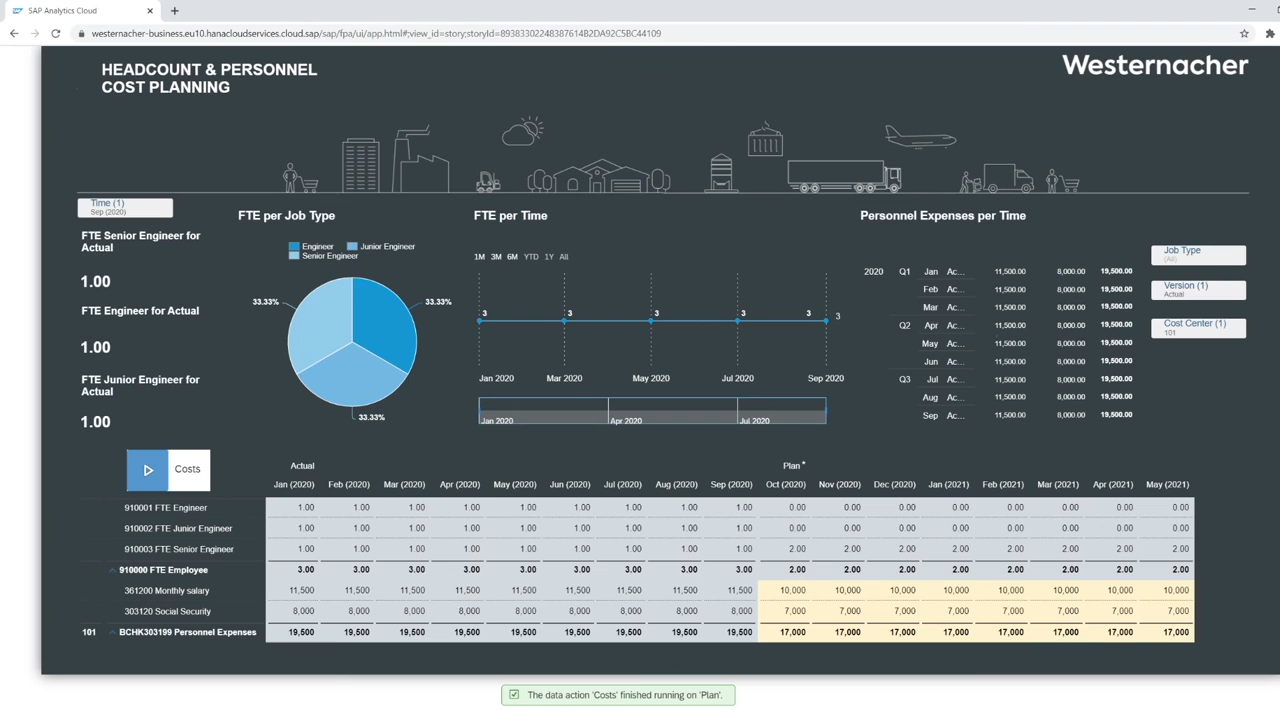 SAP Analytics Cloud
westernacher-business.eu10.hanacloudservices.cloud.sap/sap/fpa/ui/app.html#;view_id=story;storyId=89383302248387614B2DA92C5BC44109
HEADCOUNT & PERSONNEL
COST PLANNING
Westernacher
Time (1)
Sep (2020)
FTE Senior Engineer for
Actual
1.00
FTE Engineer for Actual
1.00
FTE Junior Engineer for
Actual
1.00
FTE per Job Type
Engineer Junior Engineer
Senior Engineer
33.33% 33.33%
33.33%
FTE per Time
1M 3M 6M YTD 1Y All
3 3 3 3 3 3
Jan 2020 Mar 2020 May 2020 Jul 2020 Sep 2020
Jan 2020 Apr 2020 Jul 2020
Personnel Expenses per Time
2020 Q1 Jan Ac... 11,500.00 8,000.00 19,500.00
Feb Ac... 11,500.00 8,000.00 19,500.00
Mar Ac... 11,500.00 8,000.00 19,500.00
Q2 Apr Ac... 11,500.00 8,000.00 19,500.00
May Ac... 11,500.00 8,000.00 19,500.00
Jun Ac... 11,500.00 8,000.00 19,500.00
Q3 Jul Ac... 11,500.00 8,000.00 19,500.00
Aug Ac... 11,500.00 8,000.00 19,500.00
Sep Ac... 11,500.00 8,000.00 19,500.00
Job Type
(All)
Version (1)
Actual
Cost Center (1)
101
Costs
Actual Plan*
Jan (2020) Feb (2020) Mar (2020) Apr (2020) May (2020) Jun (2020) Jul (2020) Aug (2020) Sep (2020) Oct (2020) Nov (2020) Dec (2020) Jan (2021) Feb (2021) Mar (2021) Apr (2021) May (2021)
910001 FTE Engineer 1.00 1.00 1.00 1.00 1.00 1.00 1.00 1.00 1.00 0.00 0.00 0.00 0.00 0.00 0.00 0.00 0.00
910002 FTE Junior Engineer 1.00 1.00 1.00 1.00 1.00 1.00 1.00 1.00 1.00 0.00 0.00 0.00 0.00 0.00 0.00 0.00 0.00
910003 FTE Senior Engineer 1.00 1.00 1.00 1.00 1.00 1.00 1.00 1.00 1.00 2.00 2.00 2.00 2.00 2.00 2.00 2.00 2.00
910000 FTE Employee 3.00 3.00 3.00 3.00 3.00 3.00 3.00 3.00 3.00 2.00 2.00 2.00 2.00 2.00 2.00 2.00 2.00
361200 Monthly salary 11,500 11,500 11,500 11,500 11,500 11,500 11,500 11,500 11,500 10,000 10,000 10,000 10,000 10,000 10,000 10,000 10,000
303120 Social Security 8,000 8,000 8,000 8,000 8,000 8,000 8,000 8,000 8,000 7,000 7,000 7,000 7,000 7,000 7,000 7,000 7,000
101 BCHK303199 Personnel Expenses 19,500 19,500 19,500 19,500 19,500 19,500 19,500 19,500 19,500 17,000 17,000 17,000 17,000 17,000 17,000 17,000 17,000
The data action 'Costs' finished running on 'Plan'.